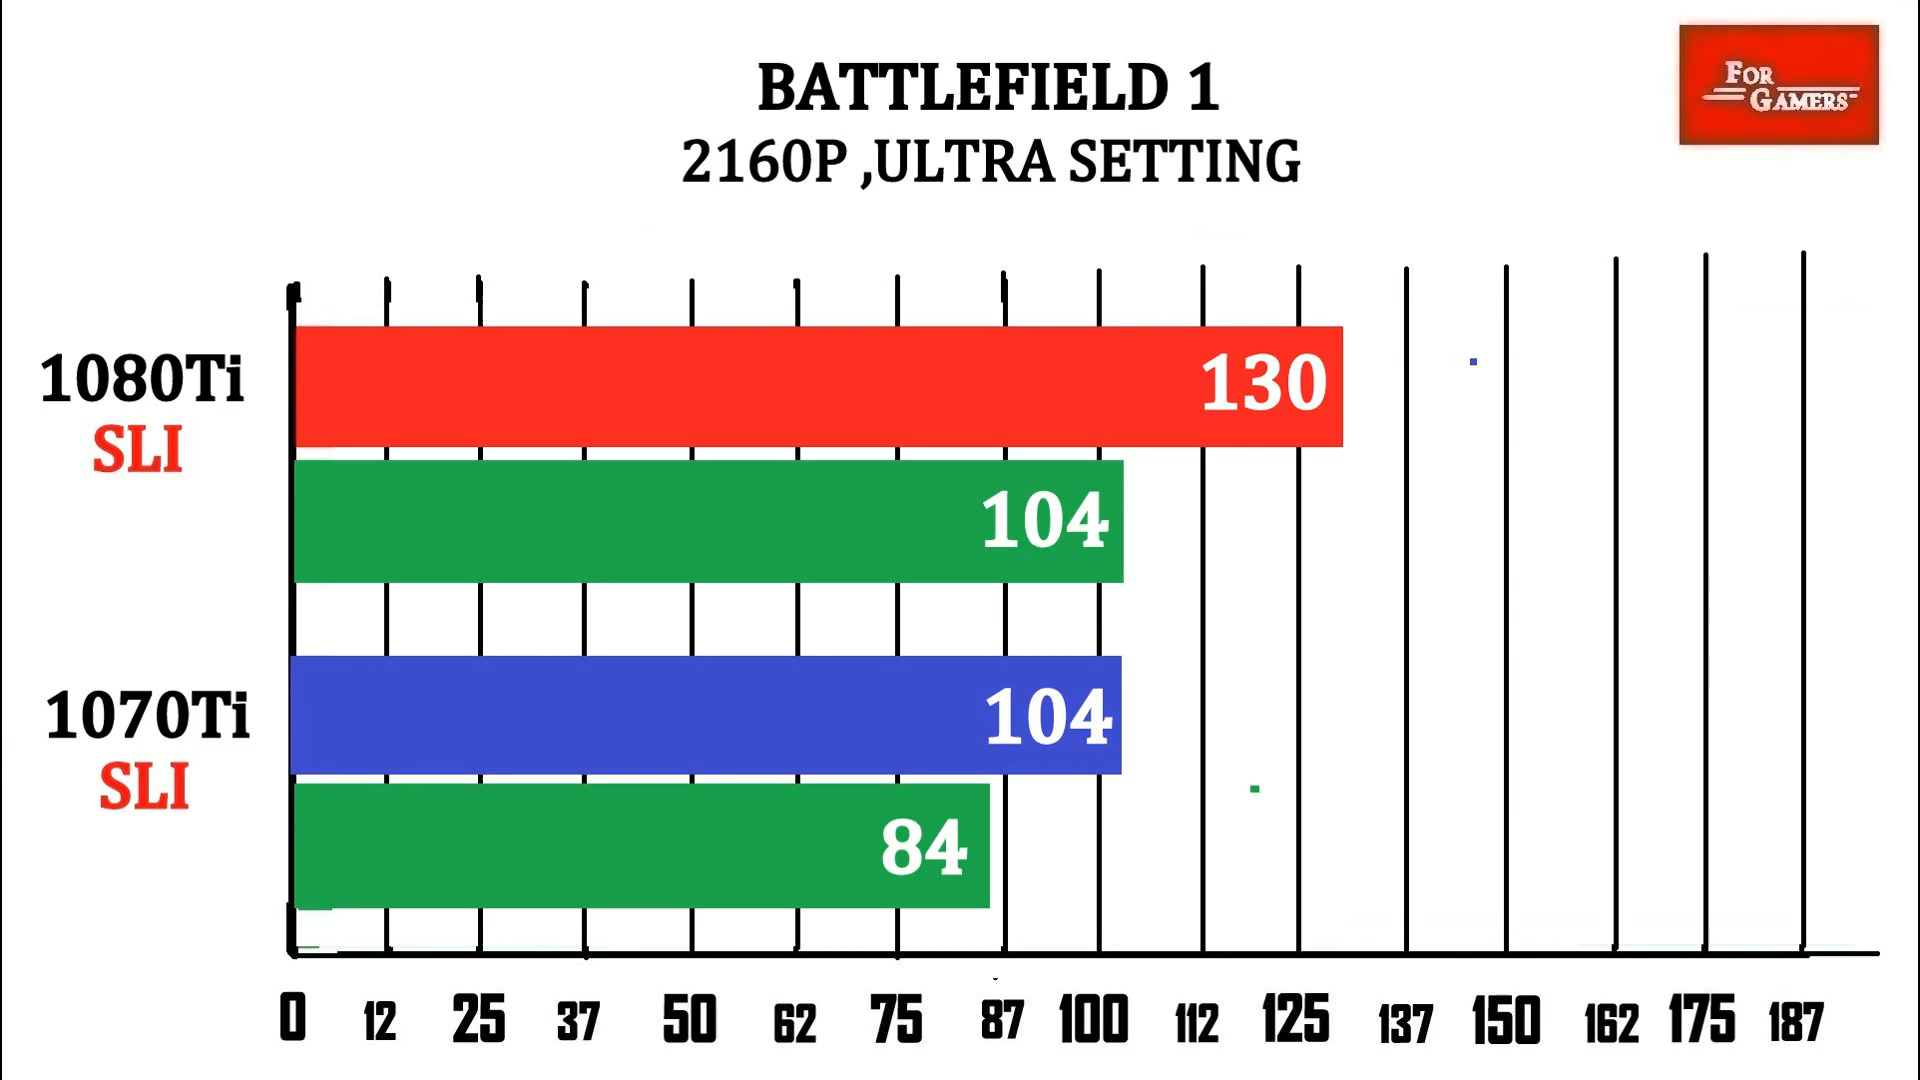 BATTLEFIELD 1
2160P ,ULTRA SETTING
FOR
GAMERS
1080Ti
SLI
130
104
1070Ti
SLI
104
84
0 12 25 37 50 62 75 87 100 112 125 137 150 162 175 187